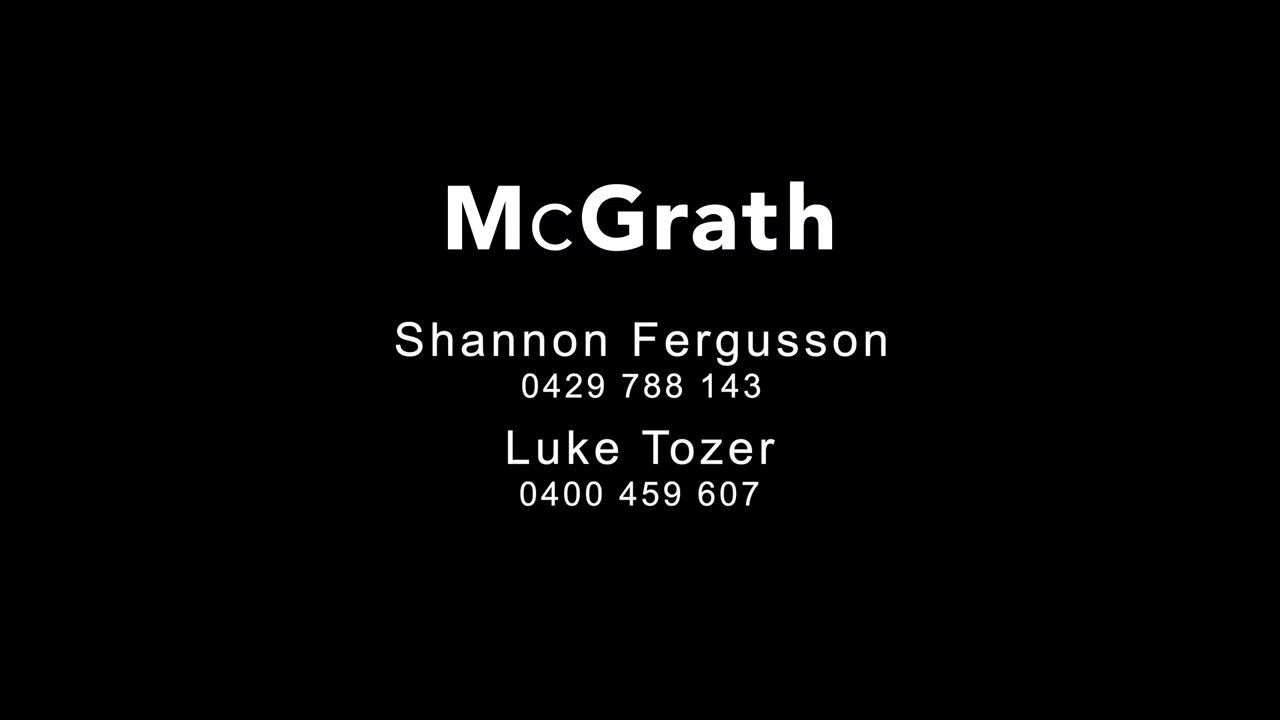 McGrath
Shannon Fergusson
0429 788 143
Luke Tozer
0400 459 607